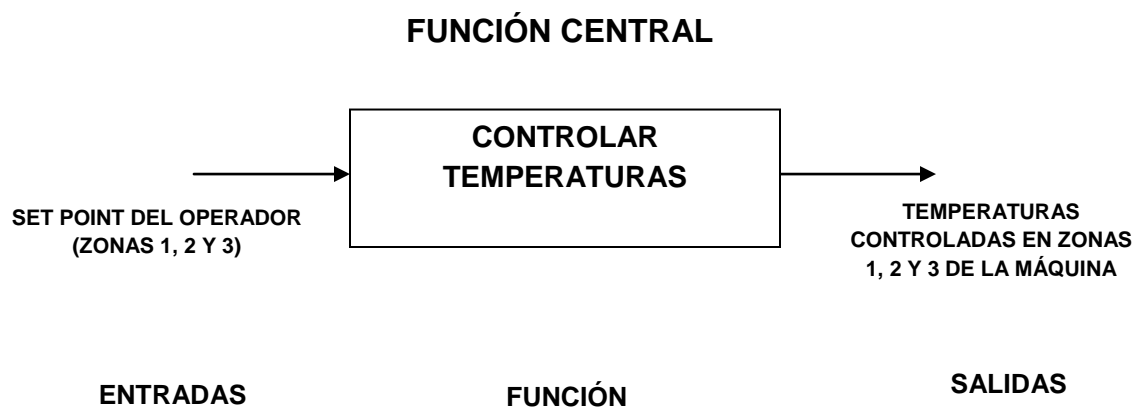 FUNCIÓN CENTRAL
CONTROLAR
TEMPERATURAS
SET POINT DEL OPERADOR
(ZONAS 1, 2 Y 3)
TEMPERATURAS
CONTROLADAS EN ZONAS
1, 2 Y 3 DE LA MÁQUINA
ENTRADAS
FUNCIÓN
SALIDAS